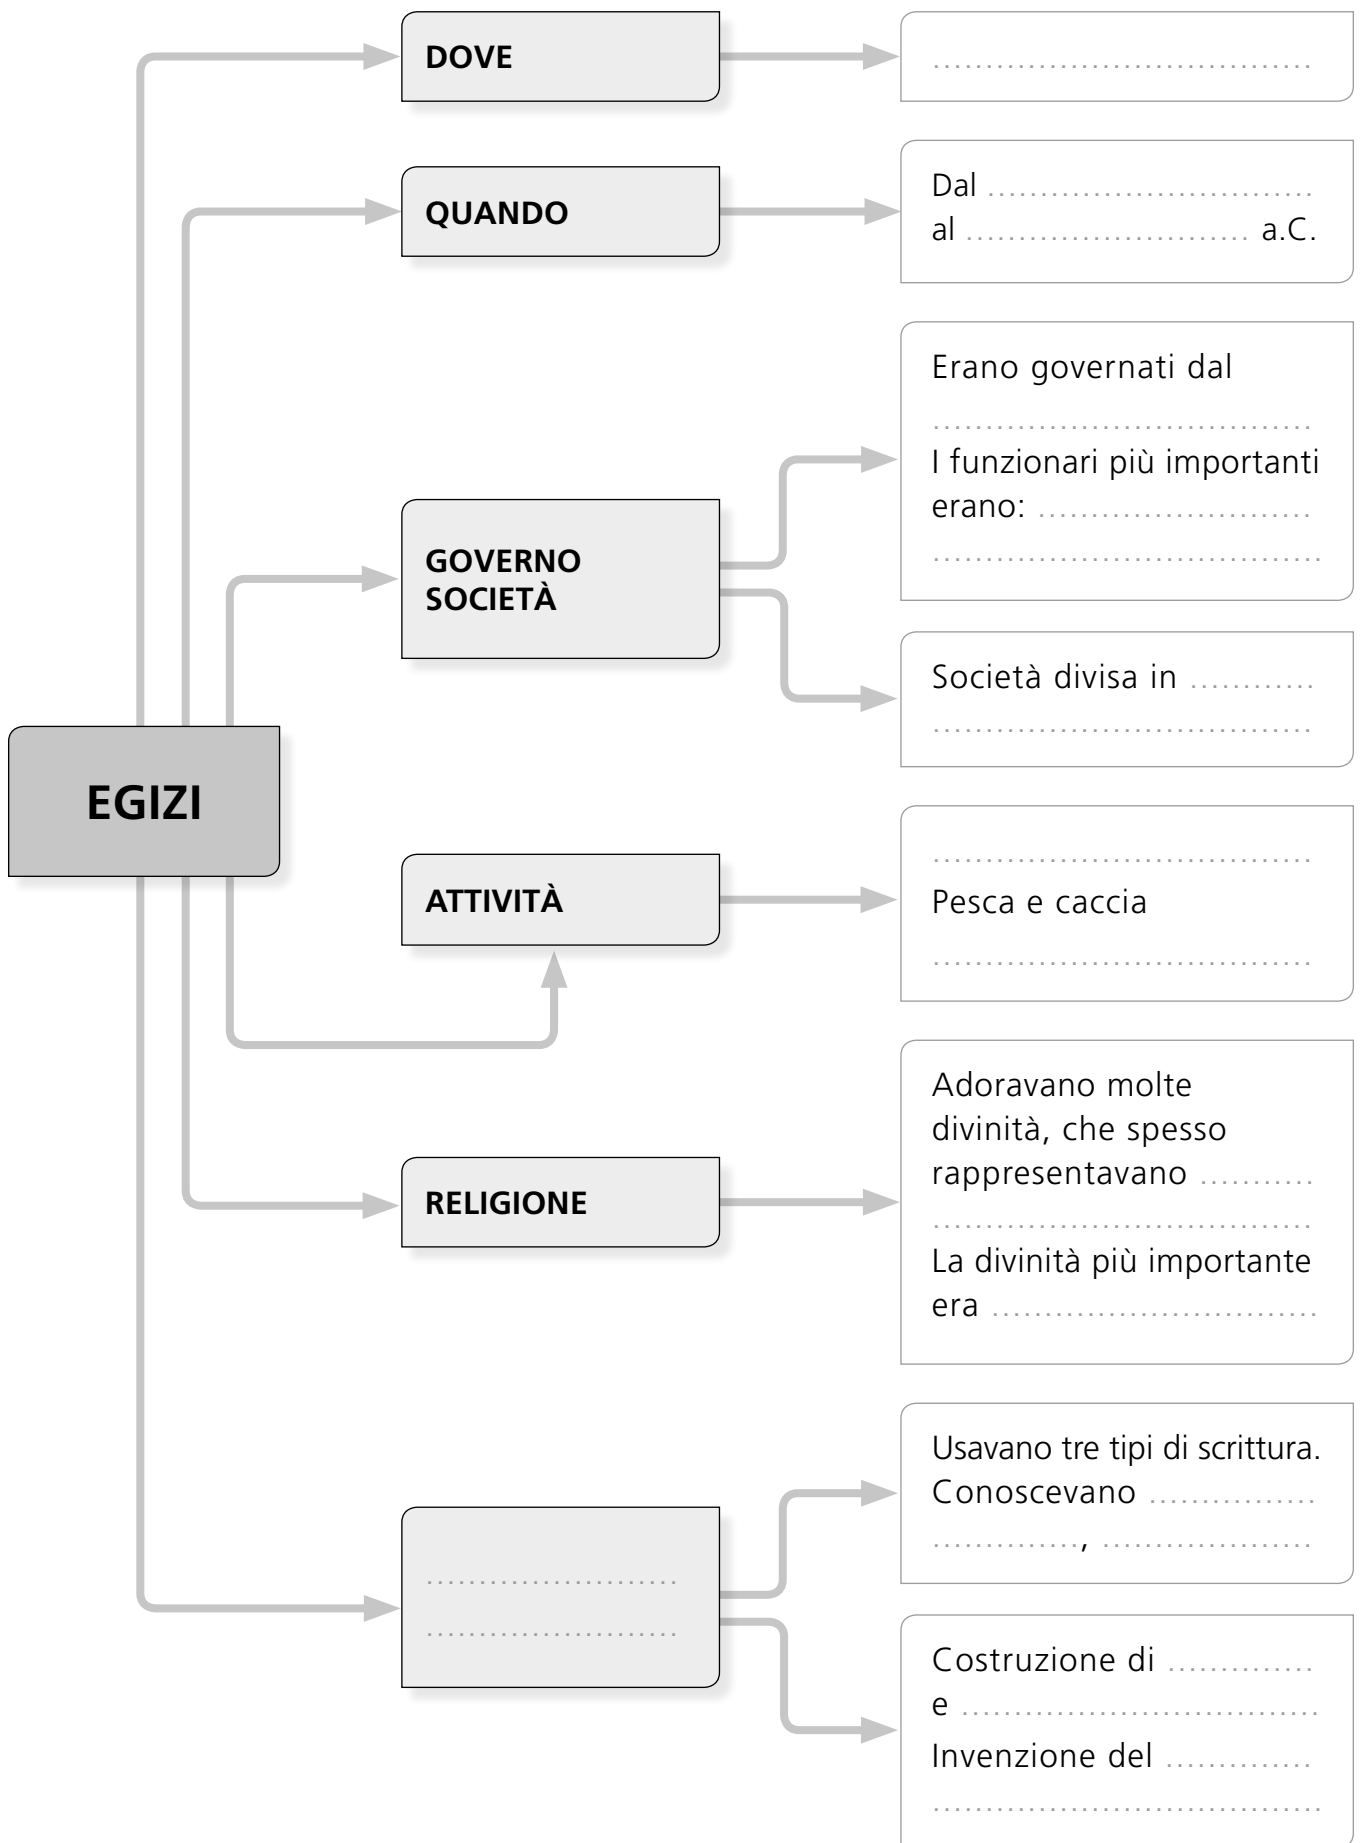 DOVE
..................................
QUANDO
Dal ..............................
al .......................... a.C.
Erano governati dal
..................................
I funzionari più importanti
erano: .........................
...................................
GOVERNO
SOCIETÀ
Società divisa in ............
..................................
EGIZI
ATTIVITÀ
..................................
Pesca e caccia
..................................
Adoravano molte
divinità, che spesso
rappresentavano ...........
..................................
La divinità più importante
era ..............................
RELIGIONE
Usavano tre tipi di scrittura.
Conoscevano ................
.............., ....................
.......................
.......................
Costruzione di ..............
e .................................
Invenzione del ..............
...................................